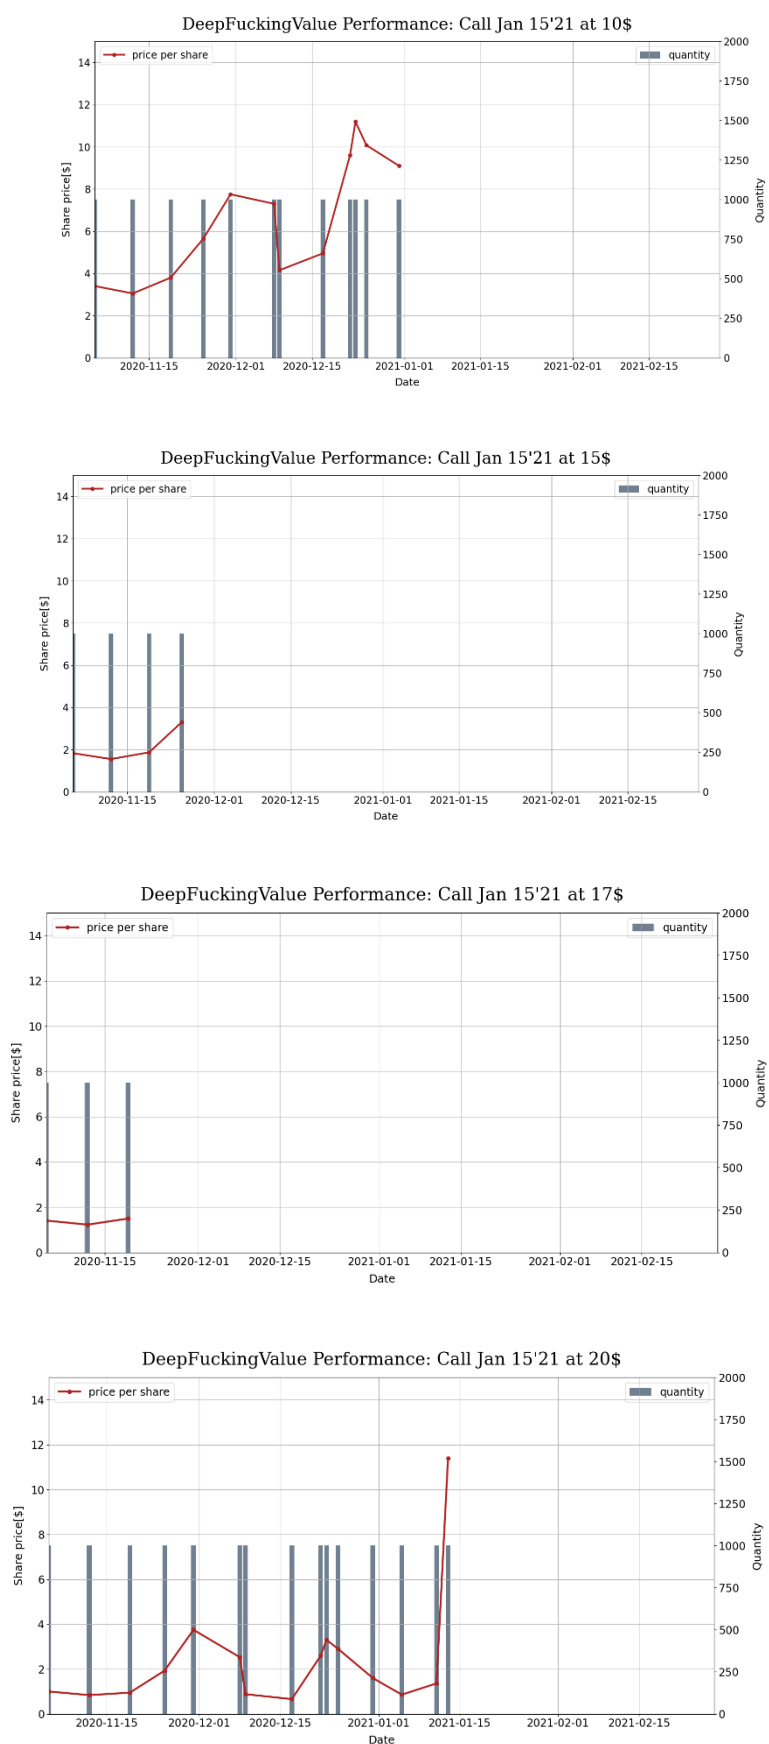 DeepFuckingValue Performance: Call Jan 15'21 at 10$
price per share
quantity
Share price[$]
14
12
10
8
6
4
2
0
2000
1750
1500
1250
1000
750
500
250
0
Quantity
2020-11-15 2020-12-01 2020-12-15 2021-01-01 2021-01-15 2021-02-01 2021-02-15
Date
DeepFuckingValue Performance: Call Jan 15'21 at 15$
price per share
quantity
Share price[$]
14
12
10
8
6
4
2
0
2000
1750
1500
1250
1000
750
500
250
0
Quantity
2020-11-15 2020-12-01 2020-12-15 2021-01-01 2021-01-15 2021-02-01 2021-02-15
Date
DeepFuckingValue Performance: Call Jan 15'21 at 17$
price per share
quantity
Share price[$]
14
12
10
8
6
4
2
0
2000
1750
1500
1250
1000
750
500
250
0
Quantity
2020-11-15 2020-12-01 2020-12-15 2021-01-01 2021-01-15 2021-02-01 2021-02-15
Date
DeepFuckingValue Performance: Call Jan 15'21 at 20$
price per share
quantity
Share price[$]
14
12
10
8
6
4
2
0
2000
1750
1500
1250
1000
750
500
250
0
Quantity
2020-11-15 2020-12-01 2020-12-15 2021-01-01 2021-01-15 2021-02-01 2021-02-15
Date